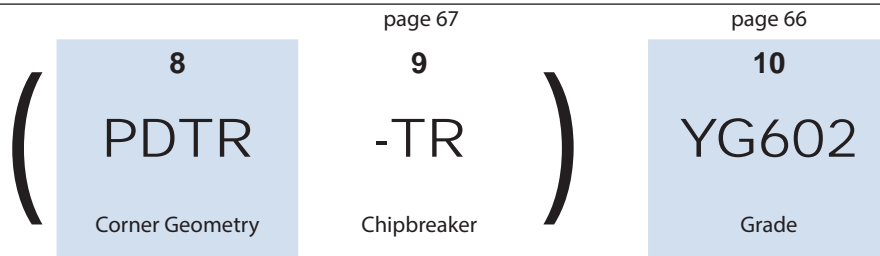 page 67 page 66
8 9 10
( PDTR -TR ) YG602
Corner Geometry Chipbreaker Grade